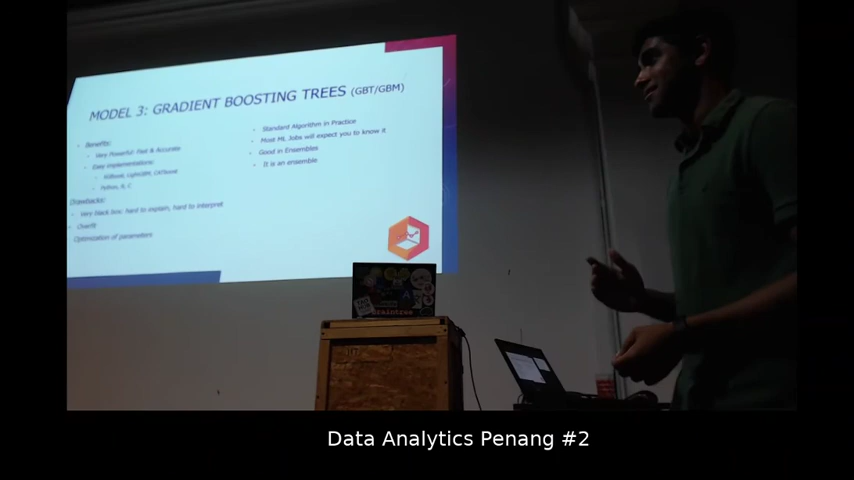 MODEL 3: GRADIENT BOOSTING TREES (GBT/GBM)
Benefits:
Very Powerful: Fast & Accurate
Easy implementations:
XGBoost, LightGBM, CATboost
Python, R, C
Drawbacks:
Very black box: hard to explain, hard to interpret
Overfit
Optimization of parameters
Standard Algorithm in Practice
Most ML Jobs will expect you to know it
Good in Ensembles
It is an ensemble
Braintree
Data Analytics Penang #2